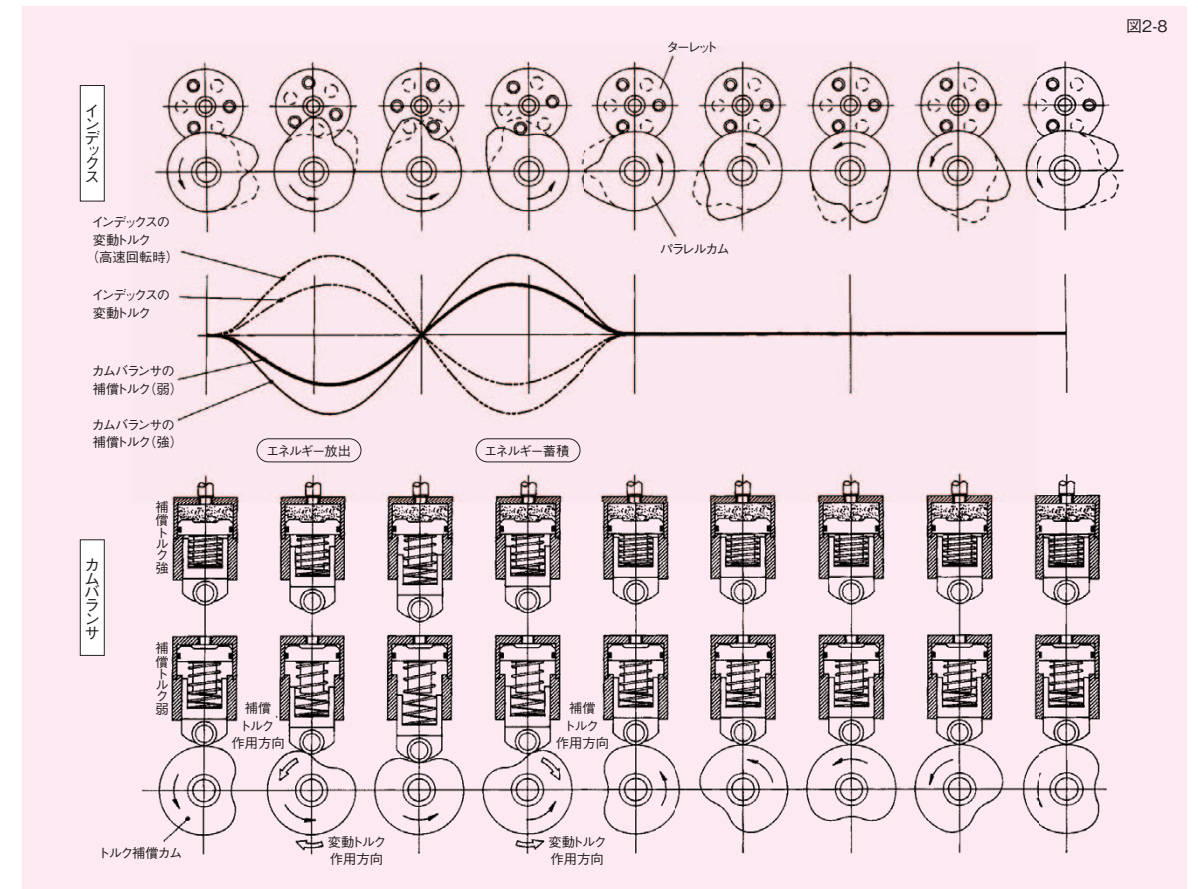 図2-8
ターレット
インデックス
パラレルカム
インデックスの
変動トルク
（高速回転時）
インデックスの
変動トルク
カムバランサの
補償トルク（弱）
カムバランサの
補償トルク（強）
エネルギー放出
エネルギー蓄積
補償トルク強
カムバランサ
補償トルク弱
補償
トルク
作用方向
補償
トルク
作用方向
トルク補償カム
変動トルク
作用方向
変動トルク
作用方向